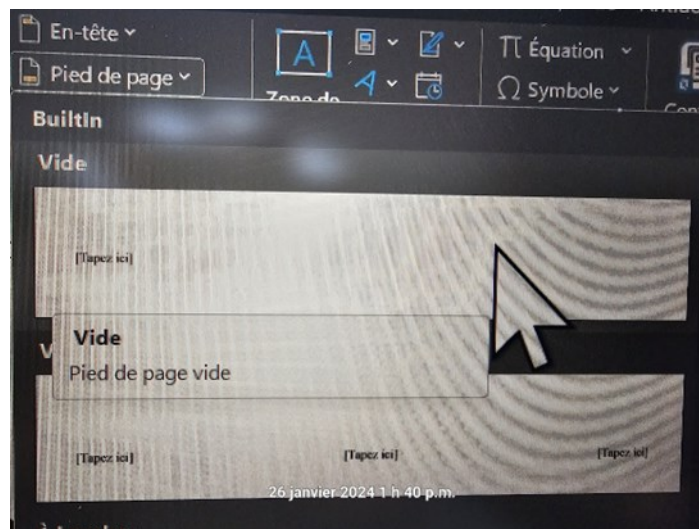 En-tête
Pied de page
A
Équation
Symbole
Zone de
BuiltIn
Vide
[Tapez ici]
Vide
Pied de page vide
V
[Tapez ici] [Tapez ici] [Tapez ici]
26 janvier 2024 1 h 40 p.m.